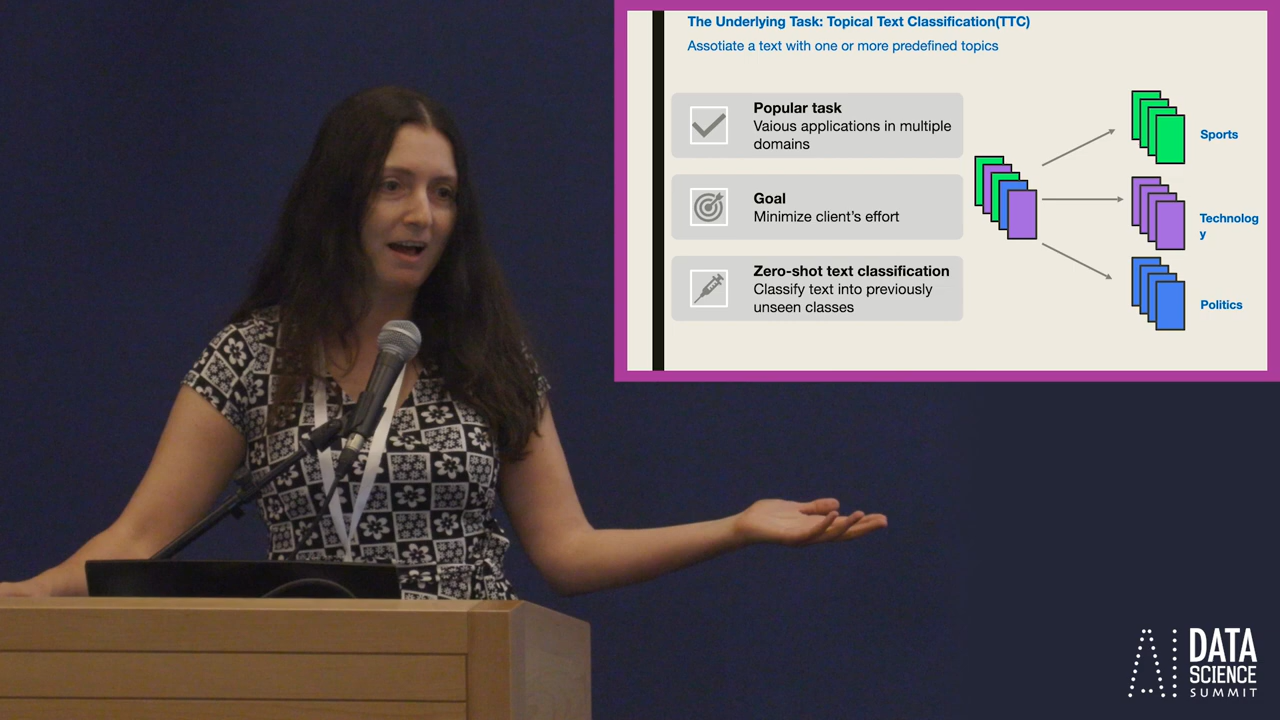 The Underlying Task: Topical Text Classification(TTC)
Assotiate a text with one or more predefined topics
Popular task
Vaious applications in multiple
domains
Goal
Minimize client's effort
Zero-shot text classification
Classify text into previously
unseen classes
Sports
Technolog
y
Politics
AI
DATA
SCIENCE
SUMMIT